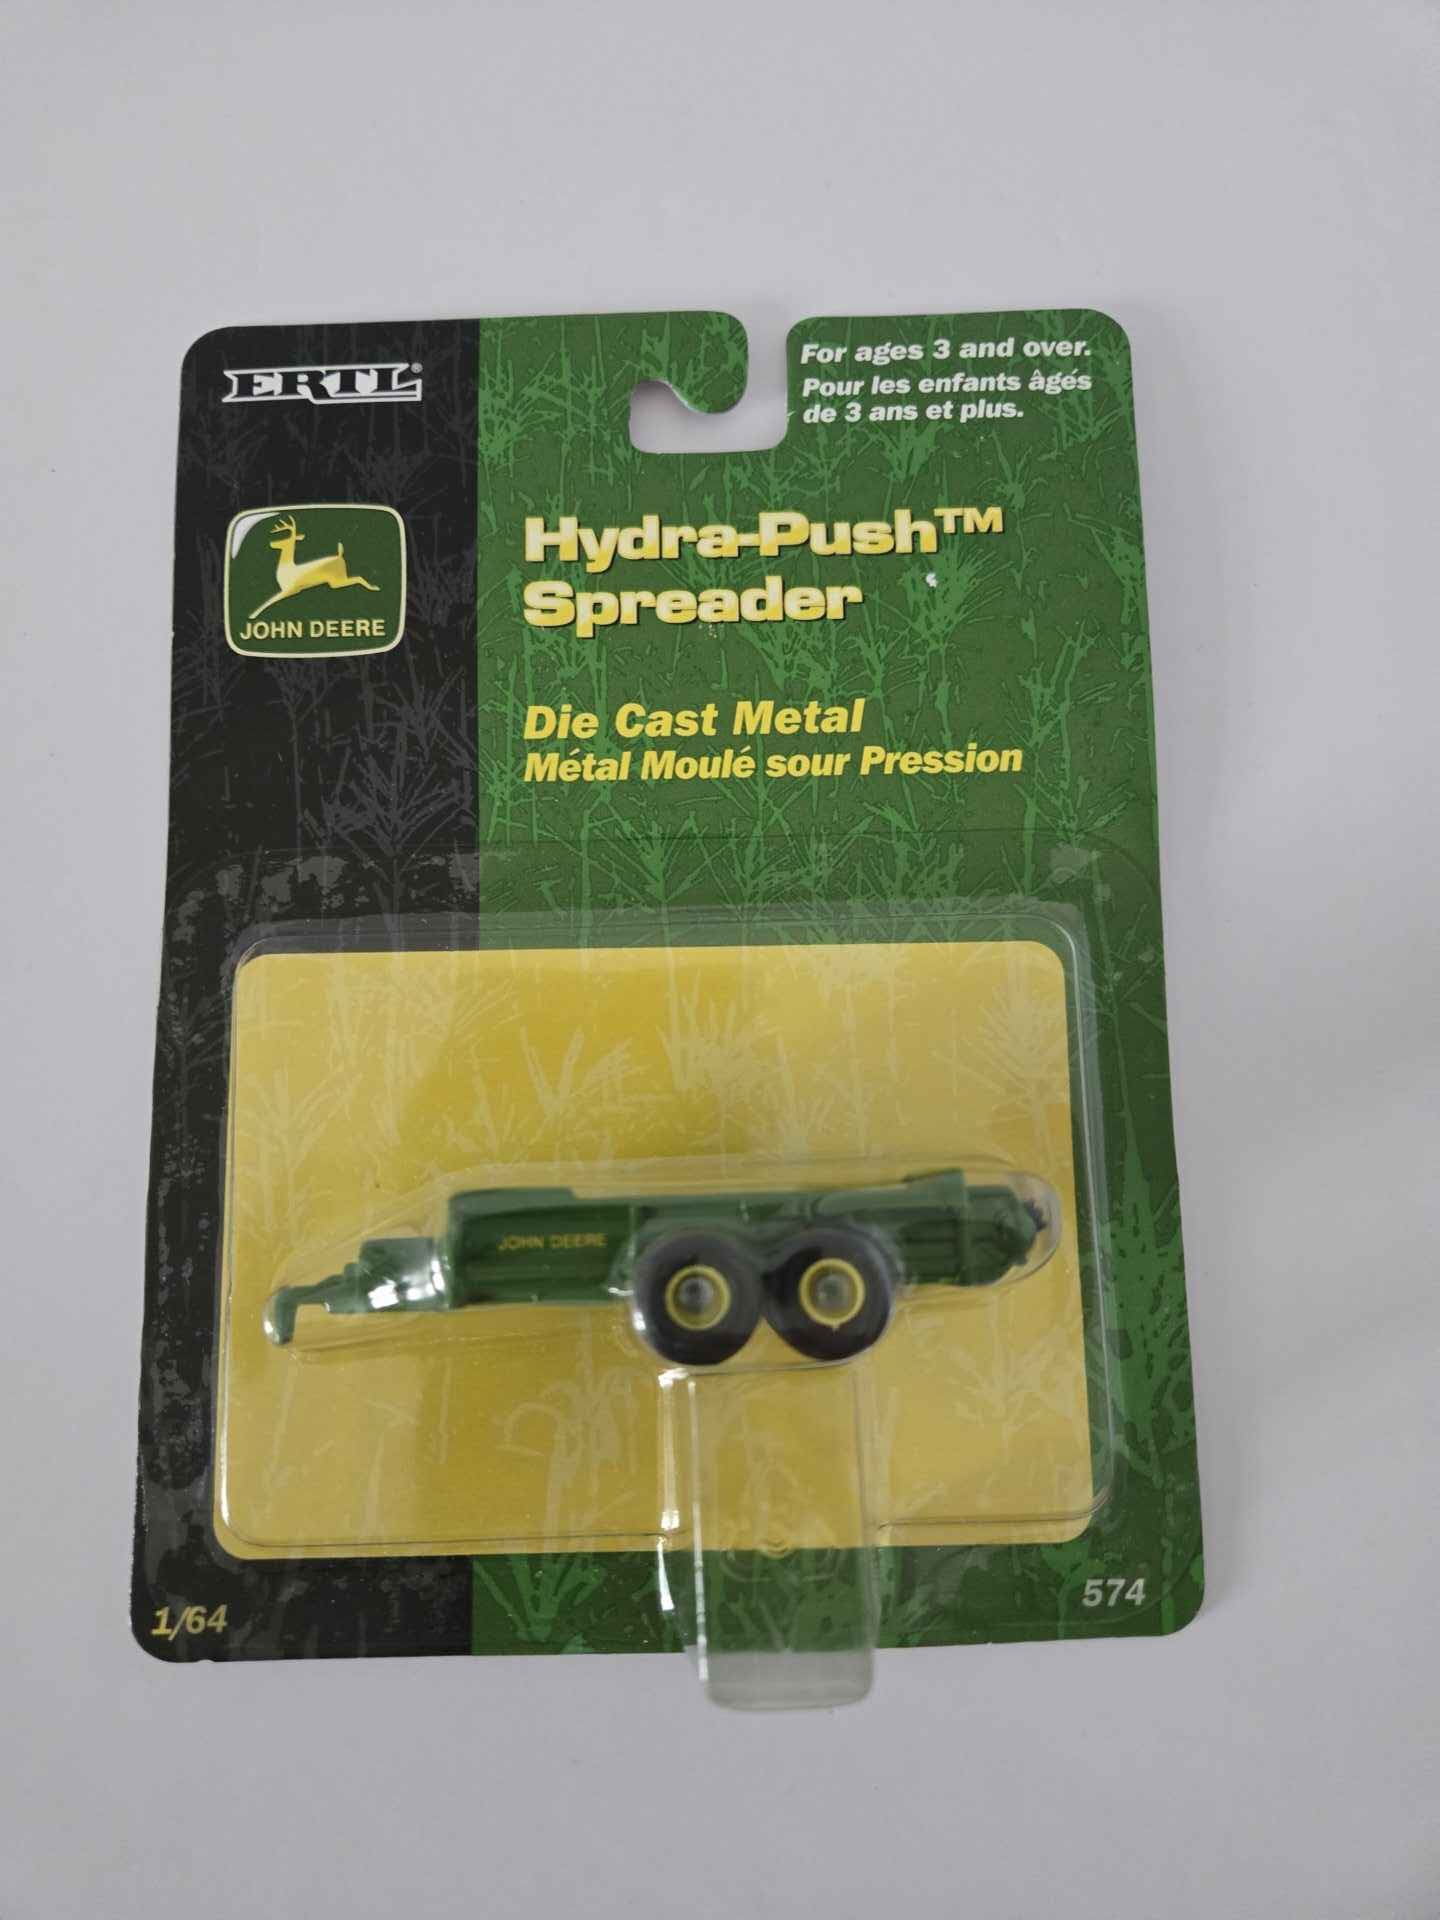 ERTL®
For ages 3 and over.
Pour les enfants âgés
de 3 ans et plus.
JOHN DEERE
Hydra-Push™
Spreader
Die Cast Metal
Métal Moulé sour Pression
JOHN DEERE
1/64
574